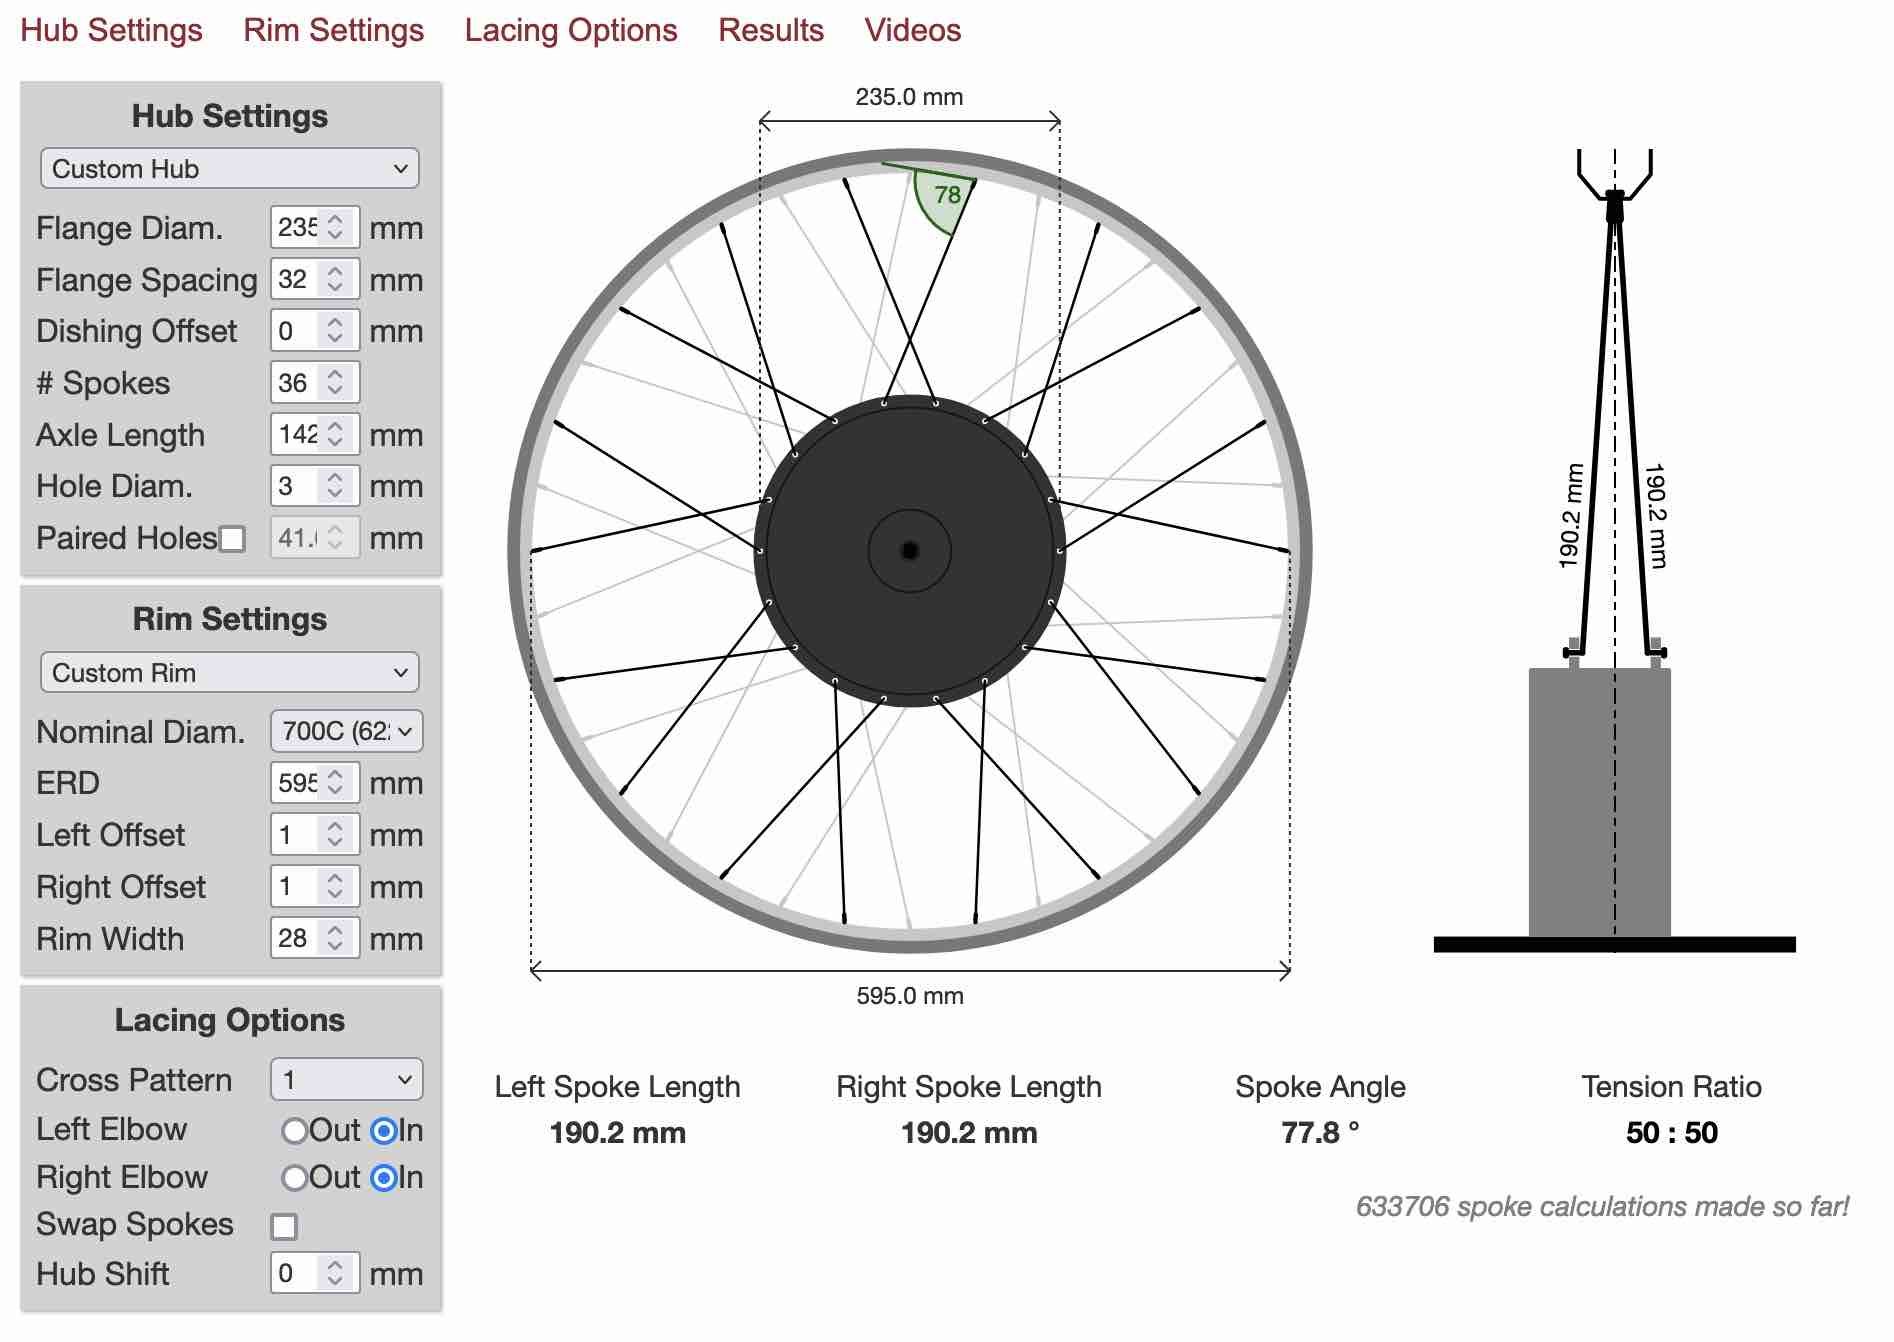 Hub Settings Rim Settings Lacing Options Results Videos
Hub Settings
Custom Hub
Flange Diam. 235 mm
Flange Spacing 32 mm
Dishing Offset 0 mm
# Spokes 36
Axle Length 142 mm
Hole Diam. 3 mm
Paired Holes 41. mm
Rim Settings
Custom Rim
Nominal Diam. 700C (62
ERD 595 mm
Left Offset 1 mm
Right Offset 1 mm
Rim Width 28 mm
Lacing Options
Cross Pattern 1
Left Elbow Out In
Right Elbow Out In
Swap Spokes
Hub Shift 0 mm
235.0 mm
78
595.0 mm
190.2 mm
190.2 mm
Left Spoke Length Right Spoke Length Spoke Angle Tension Ratio
190.2 mm 190.2 mm 77.8 ° 50 : 50
633706 spoke calculations made so far!